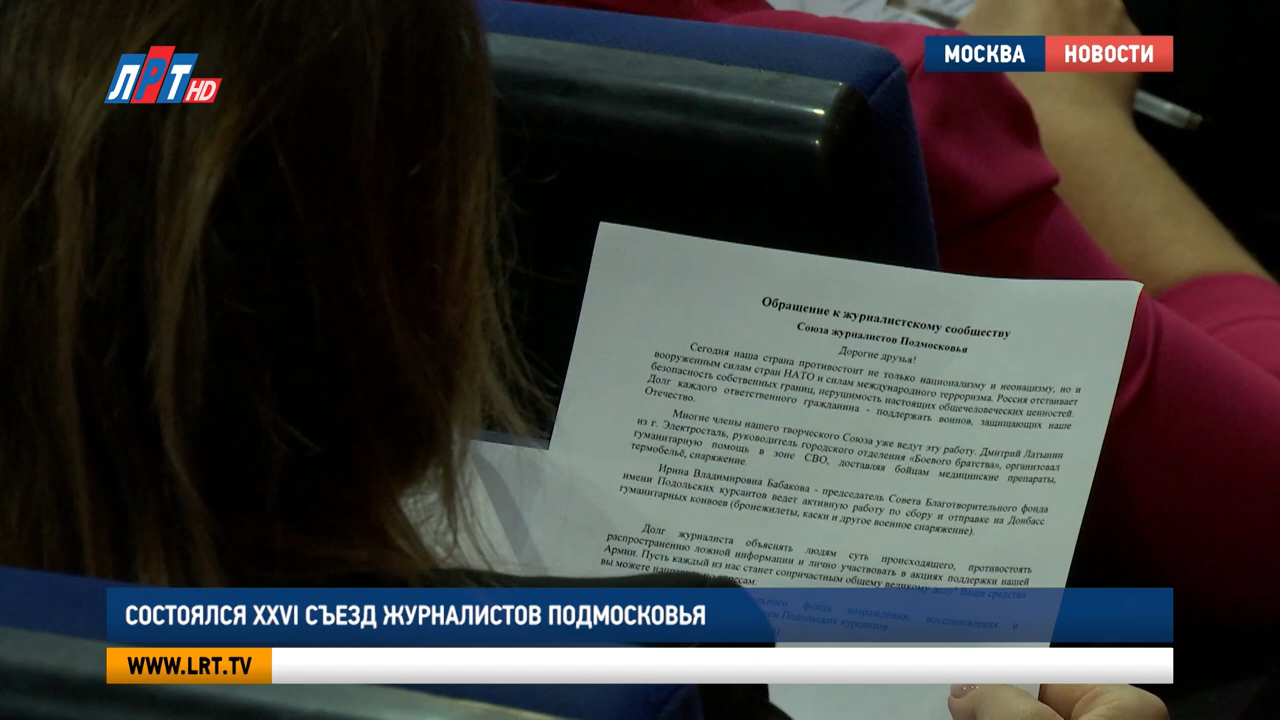 ЛРТ HD
МОСКВА НОВОСТИ
Обращение к журналистскому сообществу
Союза журналистов Подмосковья
Дорогие друзья!
Сегодня наша страна противостоит не только национализму и неонацизму, но и
вооруженным силам стран НАТО и силам международного терроризма. Россия отстаивает
безопасность собственных границ, нерушимость настоящих общечеловеческих ценностей.
Долг каждого ответственного гражданина - поддержать воинов, защищающих наше
Отечество.
Многие члены нашего творческого Союза уже ведут эту работу. Дмитрий Латынин
из г. Электросталь, руководитель городского отделения «Боевого братства», организовал
гуманитарную помощь в зоне СВО, доставляя бойцам медицинские препараты,
термобельё, снаряжение.
Ирина Владимировна Бабакова - председатель Совета Благотворительного фонда
имени Подольских курсантов ведет активную работу по сбору и отправке на Донбасс
гуманитарных конвоев (бронежилеты, каски и другое военное снаряжение).
Долг журналиста объяснять людям суть происходящего, противостоять
распространению ложной информации и лично участвовать в акциях поддержки нашей
Армии. Пусть каждый из нас станет сопричастным общему великому делу! Ваши средства
вы можете
фонда возрождения, восстановления и
Подольских курсантов
СОСТОЯЛСЯ XXVI СЪЕЗД ЖУРНАЛИСТОВ ПОДМОСКОВЬЯ
WWW.LRT.TV